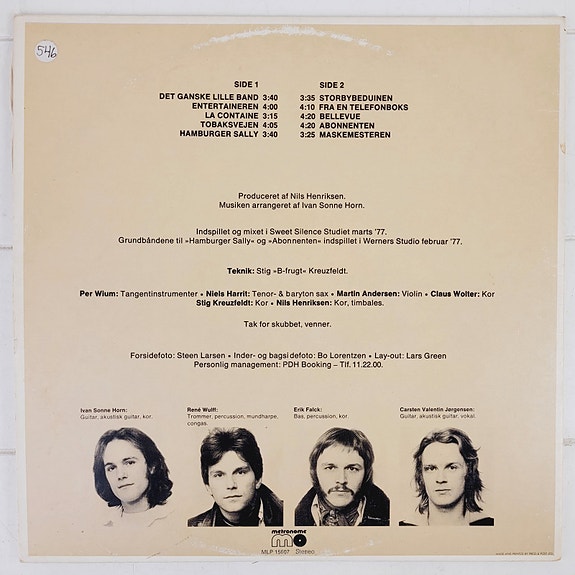 546
SIDE 1
DET GANSKE LILLE BAND 3:40
ENTERTAINEREN 4:00
LA CONTAINE 3:15
TOBAKSVEJEN 4:05
HAMBURGER SALLY 3:40
SIDE 2
3:35 STORBYBEDUINEN
4:10 FRA EN TELEFONBOKS
4:20 BELLEVUE
4:20 ABONNENTEN
3:25 MASKEMESTEREN
Produceret af Nils Henriksen.
Musiken arrangeret af Ivan Sonne Horn.
Indspillet og mixet i Sweet Silence Studiet marts '77.
Grundbåndene til »Hamburger Sally« og »Abonnenten« indspillet i Werners Studio februar '77.
Teknik: Stig »B-frugt« Kreuzfeldt.
Per Wium: Tangentinstrumenter • Niels Harrit: Tenor- & baryton sax • Martin Andersen: Violin • Claus Wolter: Kor
Stig Kreuzfeldt: Kor • Nils Henriksen: Kor, timbales.
Tak for skubbet, venner.
Forsidefoto: Steen Larsen • Inder- og bagsidefoto: Bo Lorentzen • Lay-out: Lars Green
Personlig management: PDH Booking – Tlf. 11.22.00.
Ivan Sonne Horn:
Guitar, akustisk guitar, kor.
René Wulff:
Trommer, percussion, mundharpe,
congas.
Erik Falck:
Bas, percussion, kor.
Carsten Valentin Jørgensen:
Guitar, akustisk guitar, vokal.
metronome
MLP 15607 Stereo